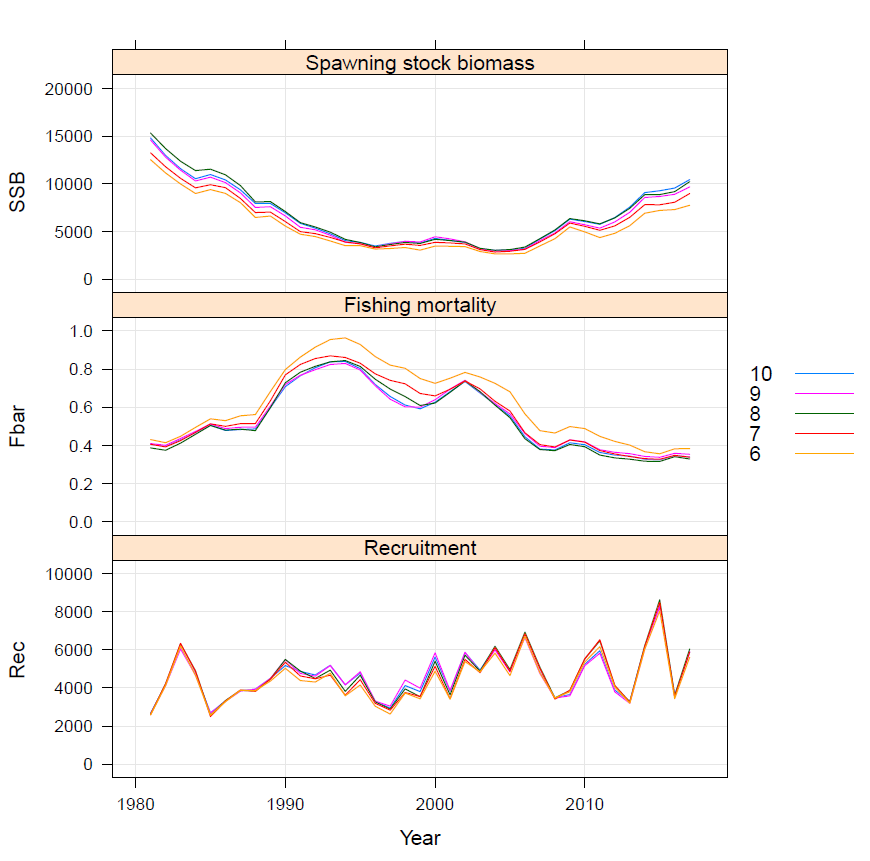 Spawning stock biomass
20000
15000
10000
5000
0
SSB
Fishing mortality
1.0
0.8
0.6
0.4
0.2
0.0
Fbar
10
9
8
7
6
Recruitment
10000
8000
6000
4000
2000
0
Rec
1980 1990 2000 2010
Year